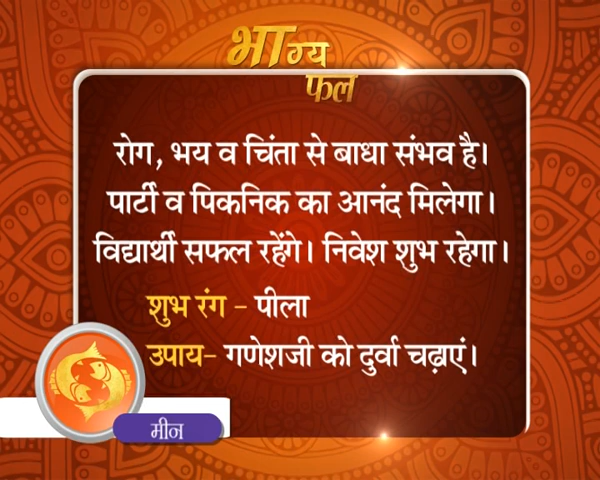 भाग्य
फल
रोग, भय व चिंता से बाधा संभव है।
पार्टी व पिकनिक का आनंद मिलेगा।
विद्यार्थी सफल रहेंगे। निवेश शुभ रहेगा।
शुभ रंग - पीला
उपाय- गणेशजी को दुर्वा चढ़ाएं।
मीन